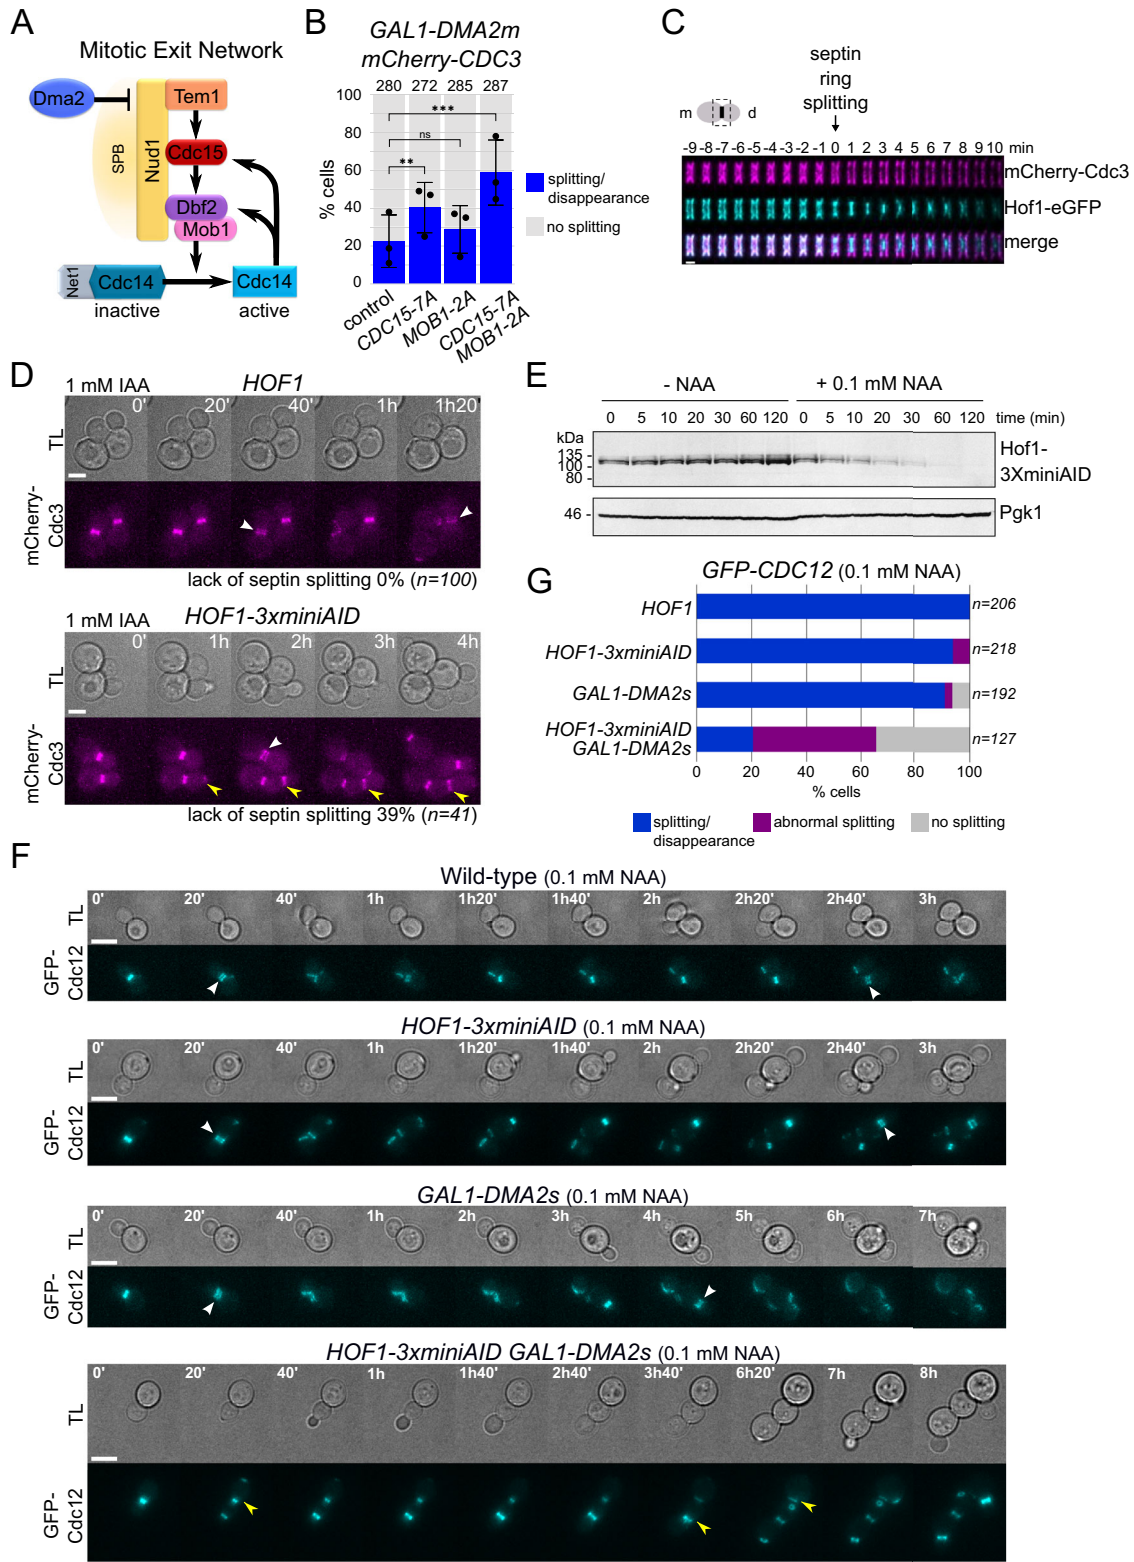 A
Mitotic Exit Network
Dma2
SPB
Nud1
Tem1
Cdc15
Dbf2
Mob1
Net1
Cdc14
Cdc14
inactive
active
B
GAL1-DMA2m
mCherry-CDC3
280 272 285 287
100
80
60
40
20
0
% cells
***
ns
**
splitting/
disappearance
no splitting
control
CDC15-7A
MOB1-2A
CDC15-7A
MOB1-2A
C
septin
ring
splitting
m d
-9 -8 -7 -6 -5 -4 -3 -2 -1 0 1 2 3 4 5 6 7 8 9 10 min
mCherry-Cdc3
Hof1-eGFP
merge
D
1 mM IAA HOF1
0' 20' 40' 1h 1h20'
TL
mCherry-
Cdc3
lack of septin splitting 0% (n=100)
1 mM IAA HOF1-3xminiAID
0' 1h 2h 3h 4h
TL
mCherry-
Cdc3
lack of septin splitting 39% (n=41)
E
- NAA + 0.1 mM NAA
0 5 10 20 30 60 120 0 5 10 20 30 60 120 time (min)
kDa
135
100
80
Hof1-
3XminiAID
46
Pgk1
G
GFP-CDC12 (0.1 mM NAA)
HOF1 n=206
HOF1-3xminiAID n=218
GAL1-DMA2s n=192
HOF1-3xminiAID
GAL1-DMA2s n=127
0 20 40 60 80 100
% cells
splitting/
disappearance
abnormal splitting
no splitting
F
Wild-type (0.1 mM NAA)
0' 20' 40' 1h 1h20' 1h40' 2h 2h20' 2h40' 3h
TL
GFP-
Cdc12
HOF1-3xminiAID (0.1 mM NAA)
0' 20' 40' 1h 1h20' 1h40' 2h 2h20' 2h40' 3h
TL
GFP-
Cdc12
GAL1-DMA2s (0.1 mM NAA)
0' 20' 40' 1h 2h 3h 4h 5h 6h 7h
TL
GFP-
Cdc12
HOF1-3xminiAID GAL1-DMA2s (0.1 mM NAA)
0' 20' 40' 1h 1h40' 2h40' 3h40' 6h20' 7h 8h
TL
GFP-
Cdc12